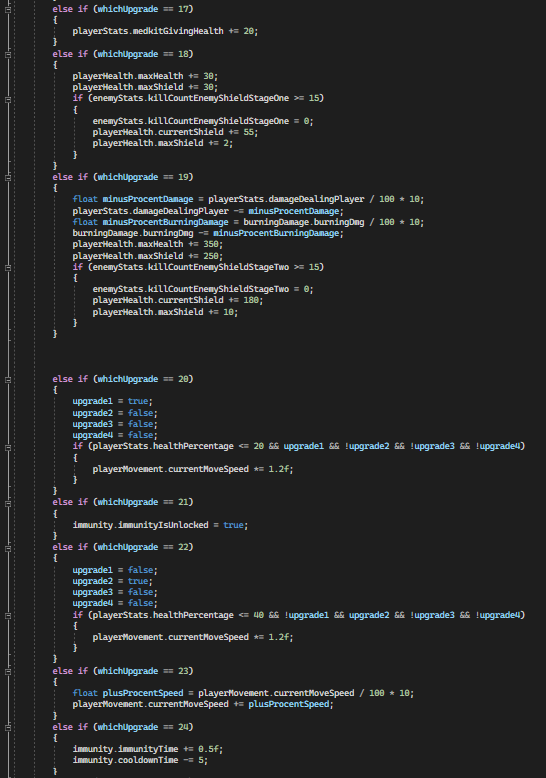 else if (whichUpgrade == 17)
{
playerStats.medkitGivingHealth += 20;
}
else if (whichUpgrade == 18)
{
playerHealth.maxHealth += 30;
playerHealth.maxShield += 30;
if (enemyStats.killCountEnemyShieldStageOne >= 15)
{
enemyStats.killCountEnemyShieldStageOne = 0;
playerHealth.currentShield += 55;
playerHealth.maxShield += 2;
}
}
else if (whichUpgrade == 19)
{
float minusProcentDamage = playerStats.damageDealingPlayer / 100 * 10;
playerStats.damageDealingPlayer -= minusProcentDamage;
float minusProcentBurningDamage = burningDamage.burningDmg / 100 * 10;
burningDamage.burningDmg -= minusProcentBurningDamage;
playerHealth.maxHealth += 350;
playerHealth.maxShield += 250;
if (enemyStats.killCountEnemyShieldStageTwo >= 15)
{
enemyStats.killCountEnemyShieldStageTwo = 0;
playerHealth.currentShield += 180;
playerHealth.maxShield += 10;
}
}
else if (whichUpgrade == 20)
{
upgrade1 = true;
upgrade2 = false;
upgrade3 = false;
upgrade4 = false;
if (playerStats.healthPercentage <= 20 && upgrade1 && !upgrade2 && !upgrade3 && !upgrade4)
{
playerMovement.currentMoveSpeed *= 1.2f;
}
}
else if (whichUpgrade == 21)
{
immunity.immunityIsUnlocked = true;
}
else if (whichUpgrade == 22)
{
upgrade1 = false;
upgrade2 = true;
upgrade3 = false;
upgrade4 = false;
if (playerStats.healthPercentage <= 40 && !upgrade1 && upgrade2 && !upgrade3 && !upgrade4)
{
playerMovement.currentMoveSpeed *= 1.2f;
}
}
else if (whichUpgrade == 23)
{
float plusProcentSpeed = playerMovement.currentMoveSpeed / 100 * 10;
playerMovement.currentMoveSpeed += plusProcentSpeed;
}
else if (whichUpgrade == 24)
{
immunity.immunityTime += 0.5f;
immunity.cooldownTime -= 5;
}